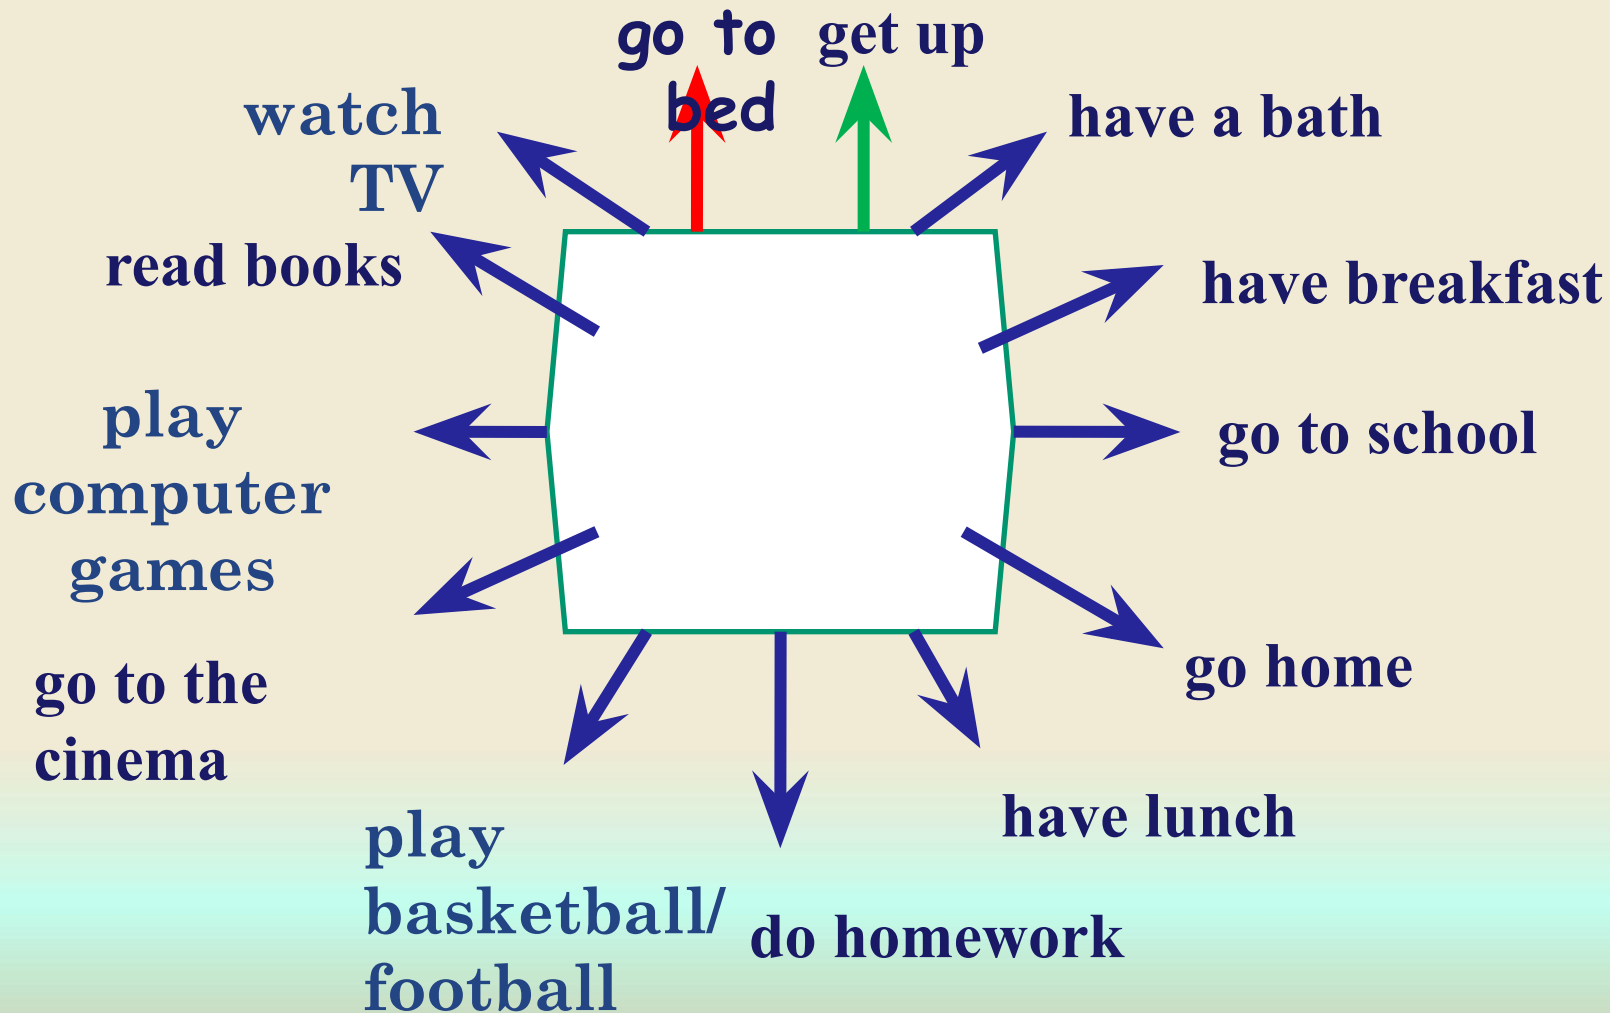 go to
bed
get up
have a bath
have breakfast
go to school
go home
have lunch
do homework
play
basketball/
football
go to the
cinema
play
computer
games
read books
watch
TV